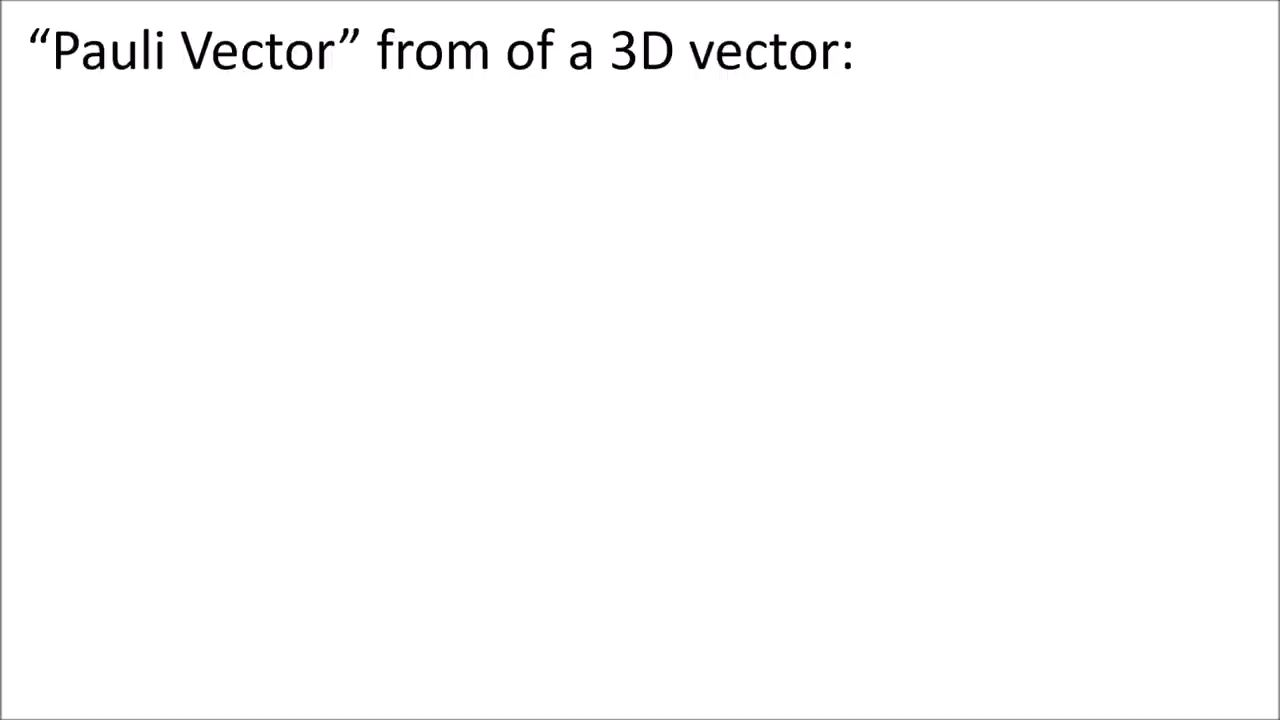 “Pauli Vector” from of a 3D vector: